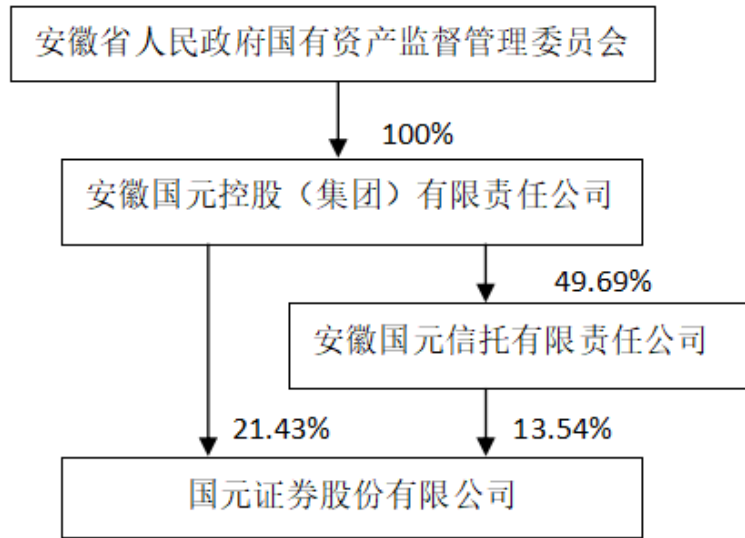 安徽省人民政府国有资产监督管理委员会
100%
安徽国元控股（集团）有限责任公司
49.69%
安徽国元信托有限责任公司
21.43%
13.54%
国元证券股份有限公司